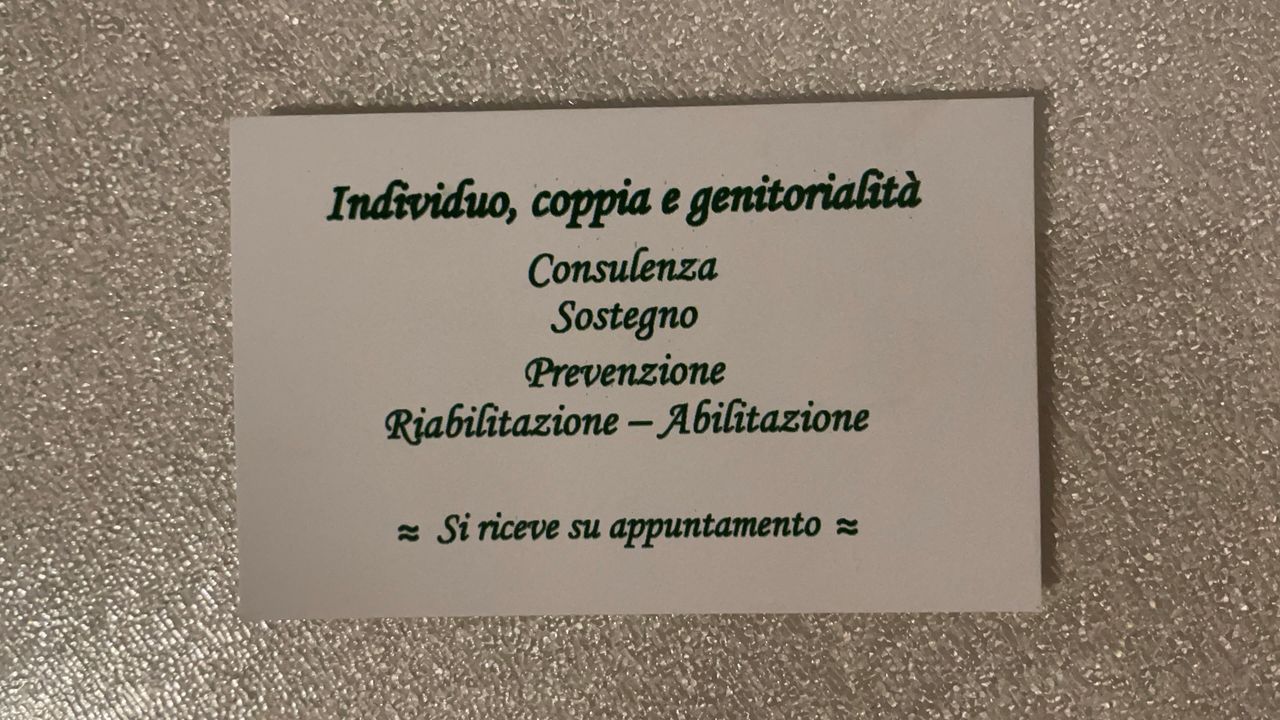 Individuo, coppia e genitorialità
Consulenza
Sostegno
Prevenzione
Riabilitazione – Abilitazione
≈ Si riceve su appuntamento ≈